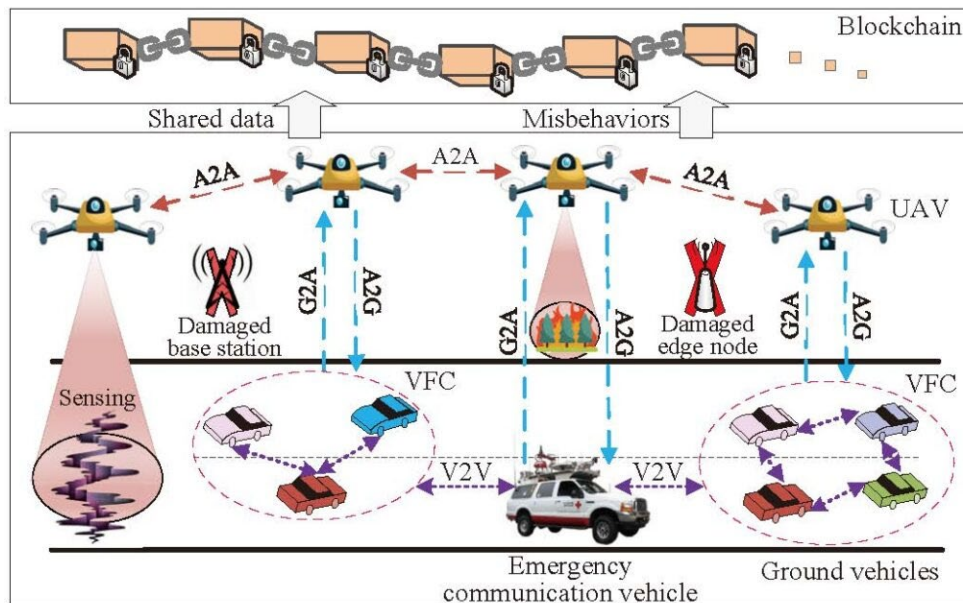 Blockchain
Shared data
Misbehaviors
A2A
A2A
A2A
UAV
G2A
A2G
G2A
A2G
G2A
A2G
Damaged
base station
Damaged
edge node
Sensing
VFC
VFC
V2V
V2V
Emergency
communication vehicle
Ground vehicles